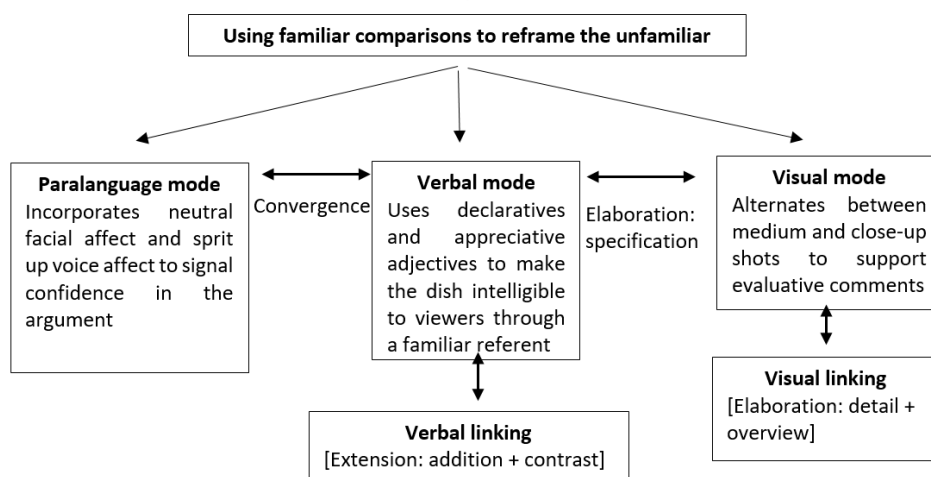 Using familiar comparisons to reframe the unfamiliar
Paralanguage mode
Incorporates neutral
facial affect and sprit
up voice affect to signal
confidence in the
argument
Convergence
Verbal mode
Uses declaratives
and appreciative
adjectives to make
the dish intelligible
to viewers through
a familiar referent
Elaboration:
specification
Visual mode
Alternates between
medium and close-up
shots to support
evaluative comments
Verbal linking
[Extension: addition + contrast]
Visual linking
[Elaboration: detail +
overview]